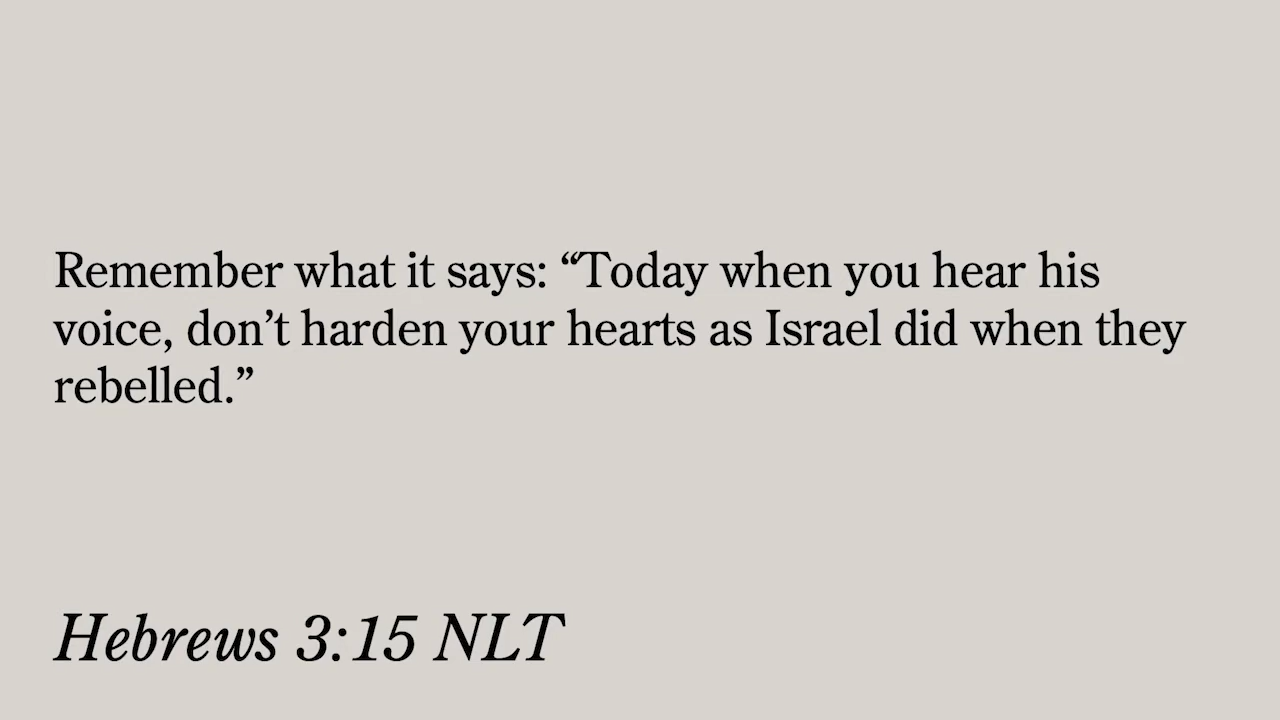 Remember what it says: “Today when you hear his
voice, don’t harden your hearts as Israel did when they
rebelled.”
Hebrews 3:15 NLT